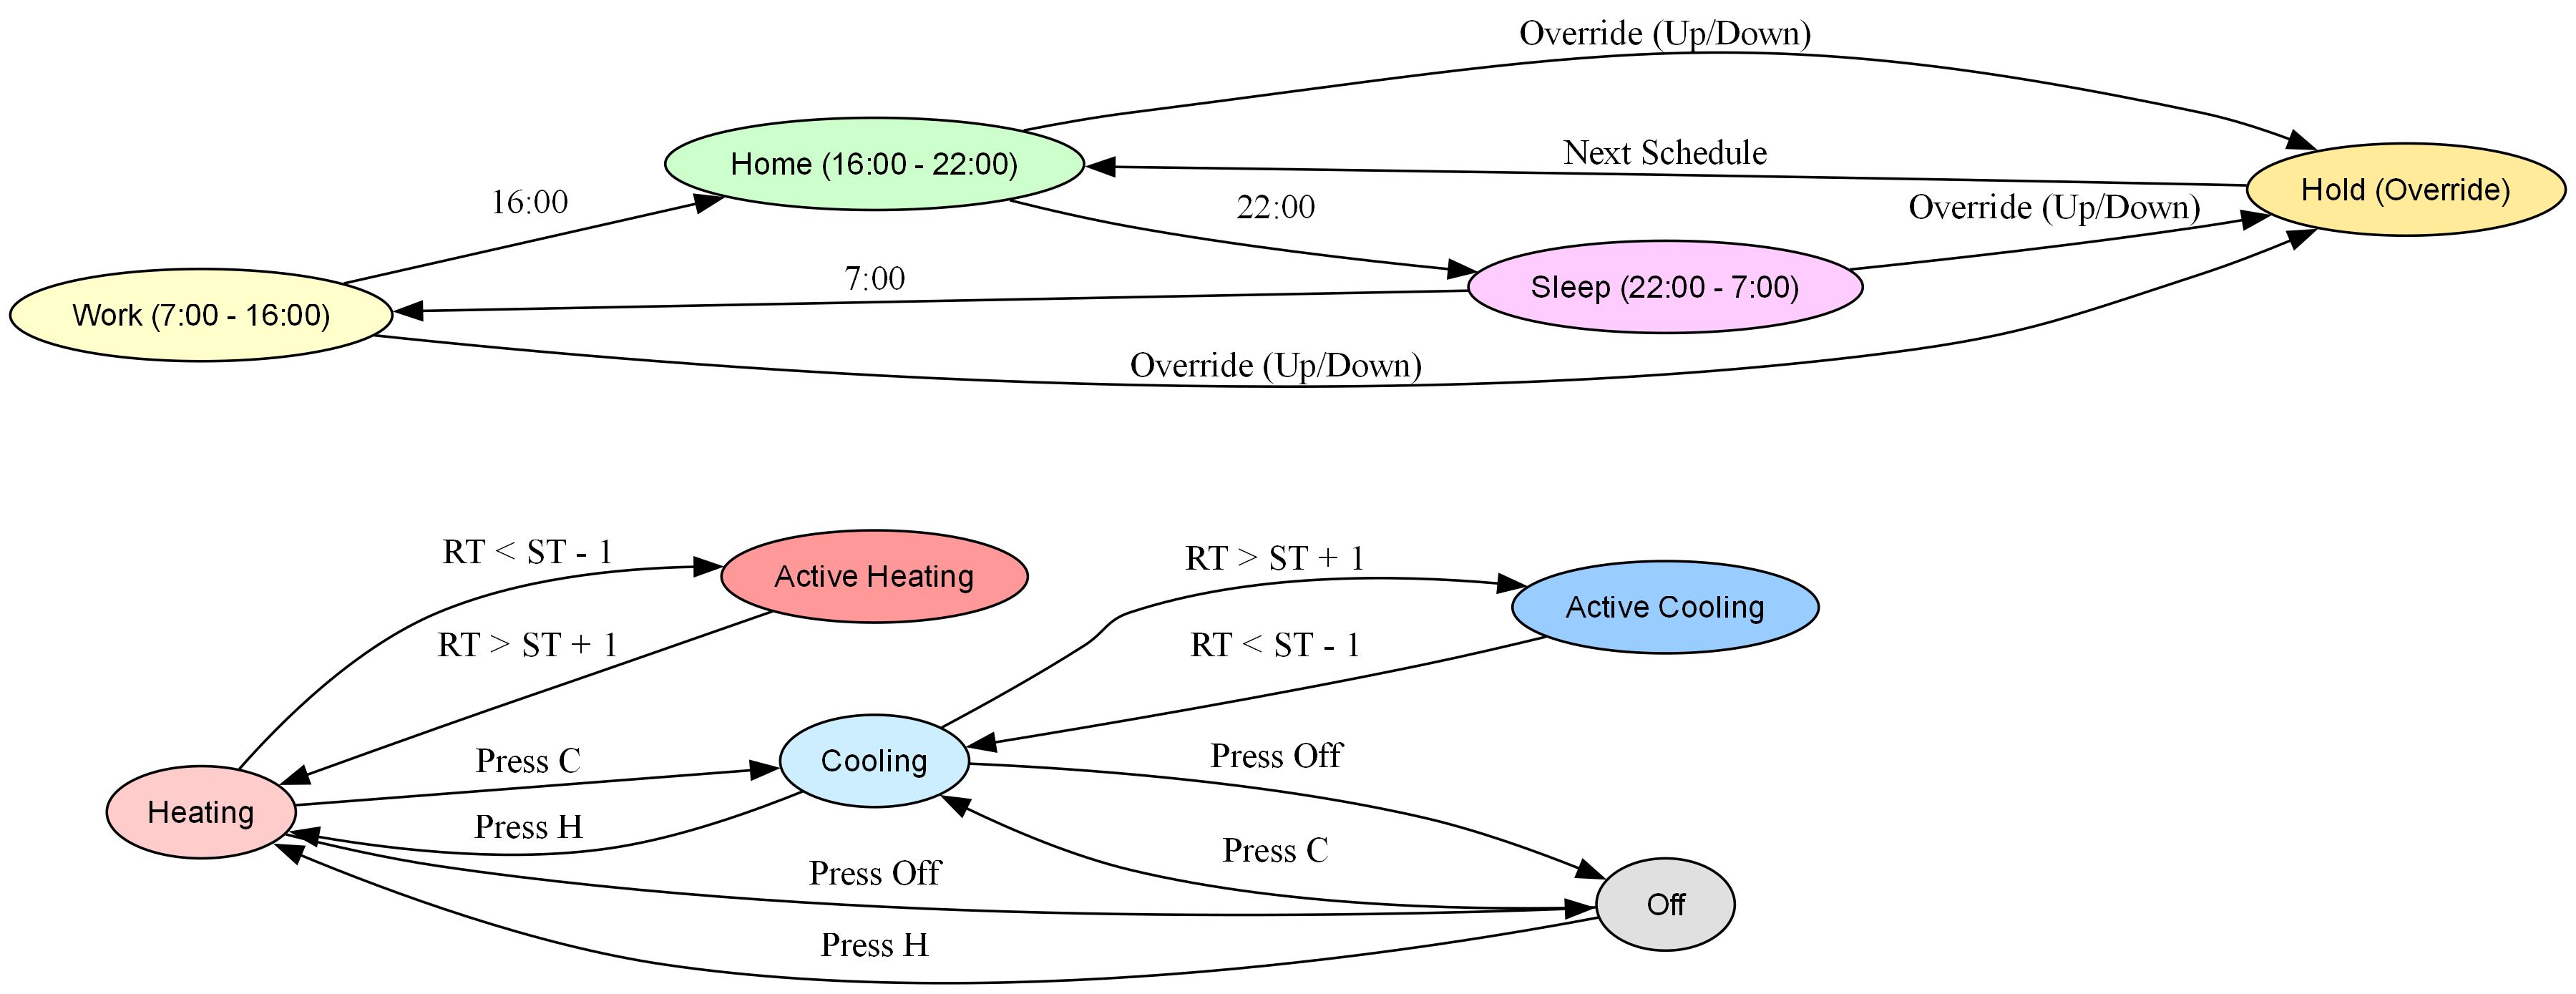 Override (Up/Down)
Next Schedule
Home (16:00 - 22:00)
Hold (Override)
16:00
22:00
Override (Up/Down)
7:00
Sleep (22:00 - 7:00)
Work (7:00 - 16:00)
Override (Up/Down)
RT < ST - 1
Active Heating
RT > ST + 1
Active Cooling
RT > ST + 1
RT < ST - 1
Press C
Cooling
Press Off
Heating
Press H
Press C
Press Off
Off
Press H